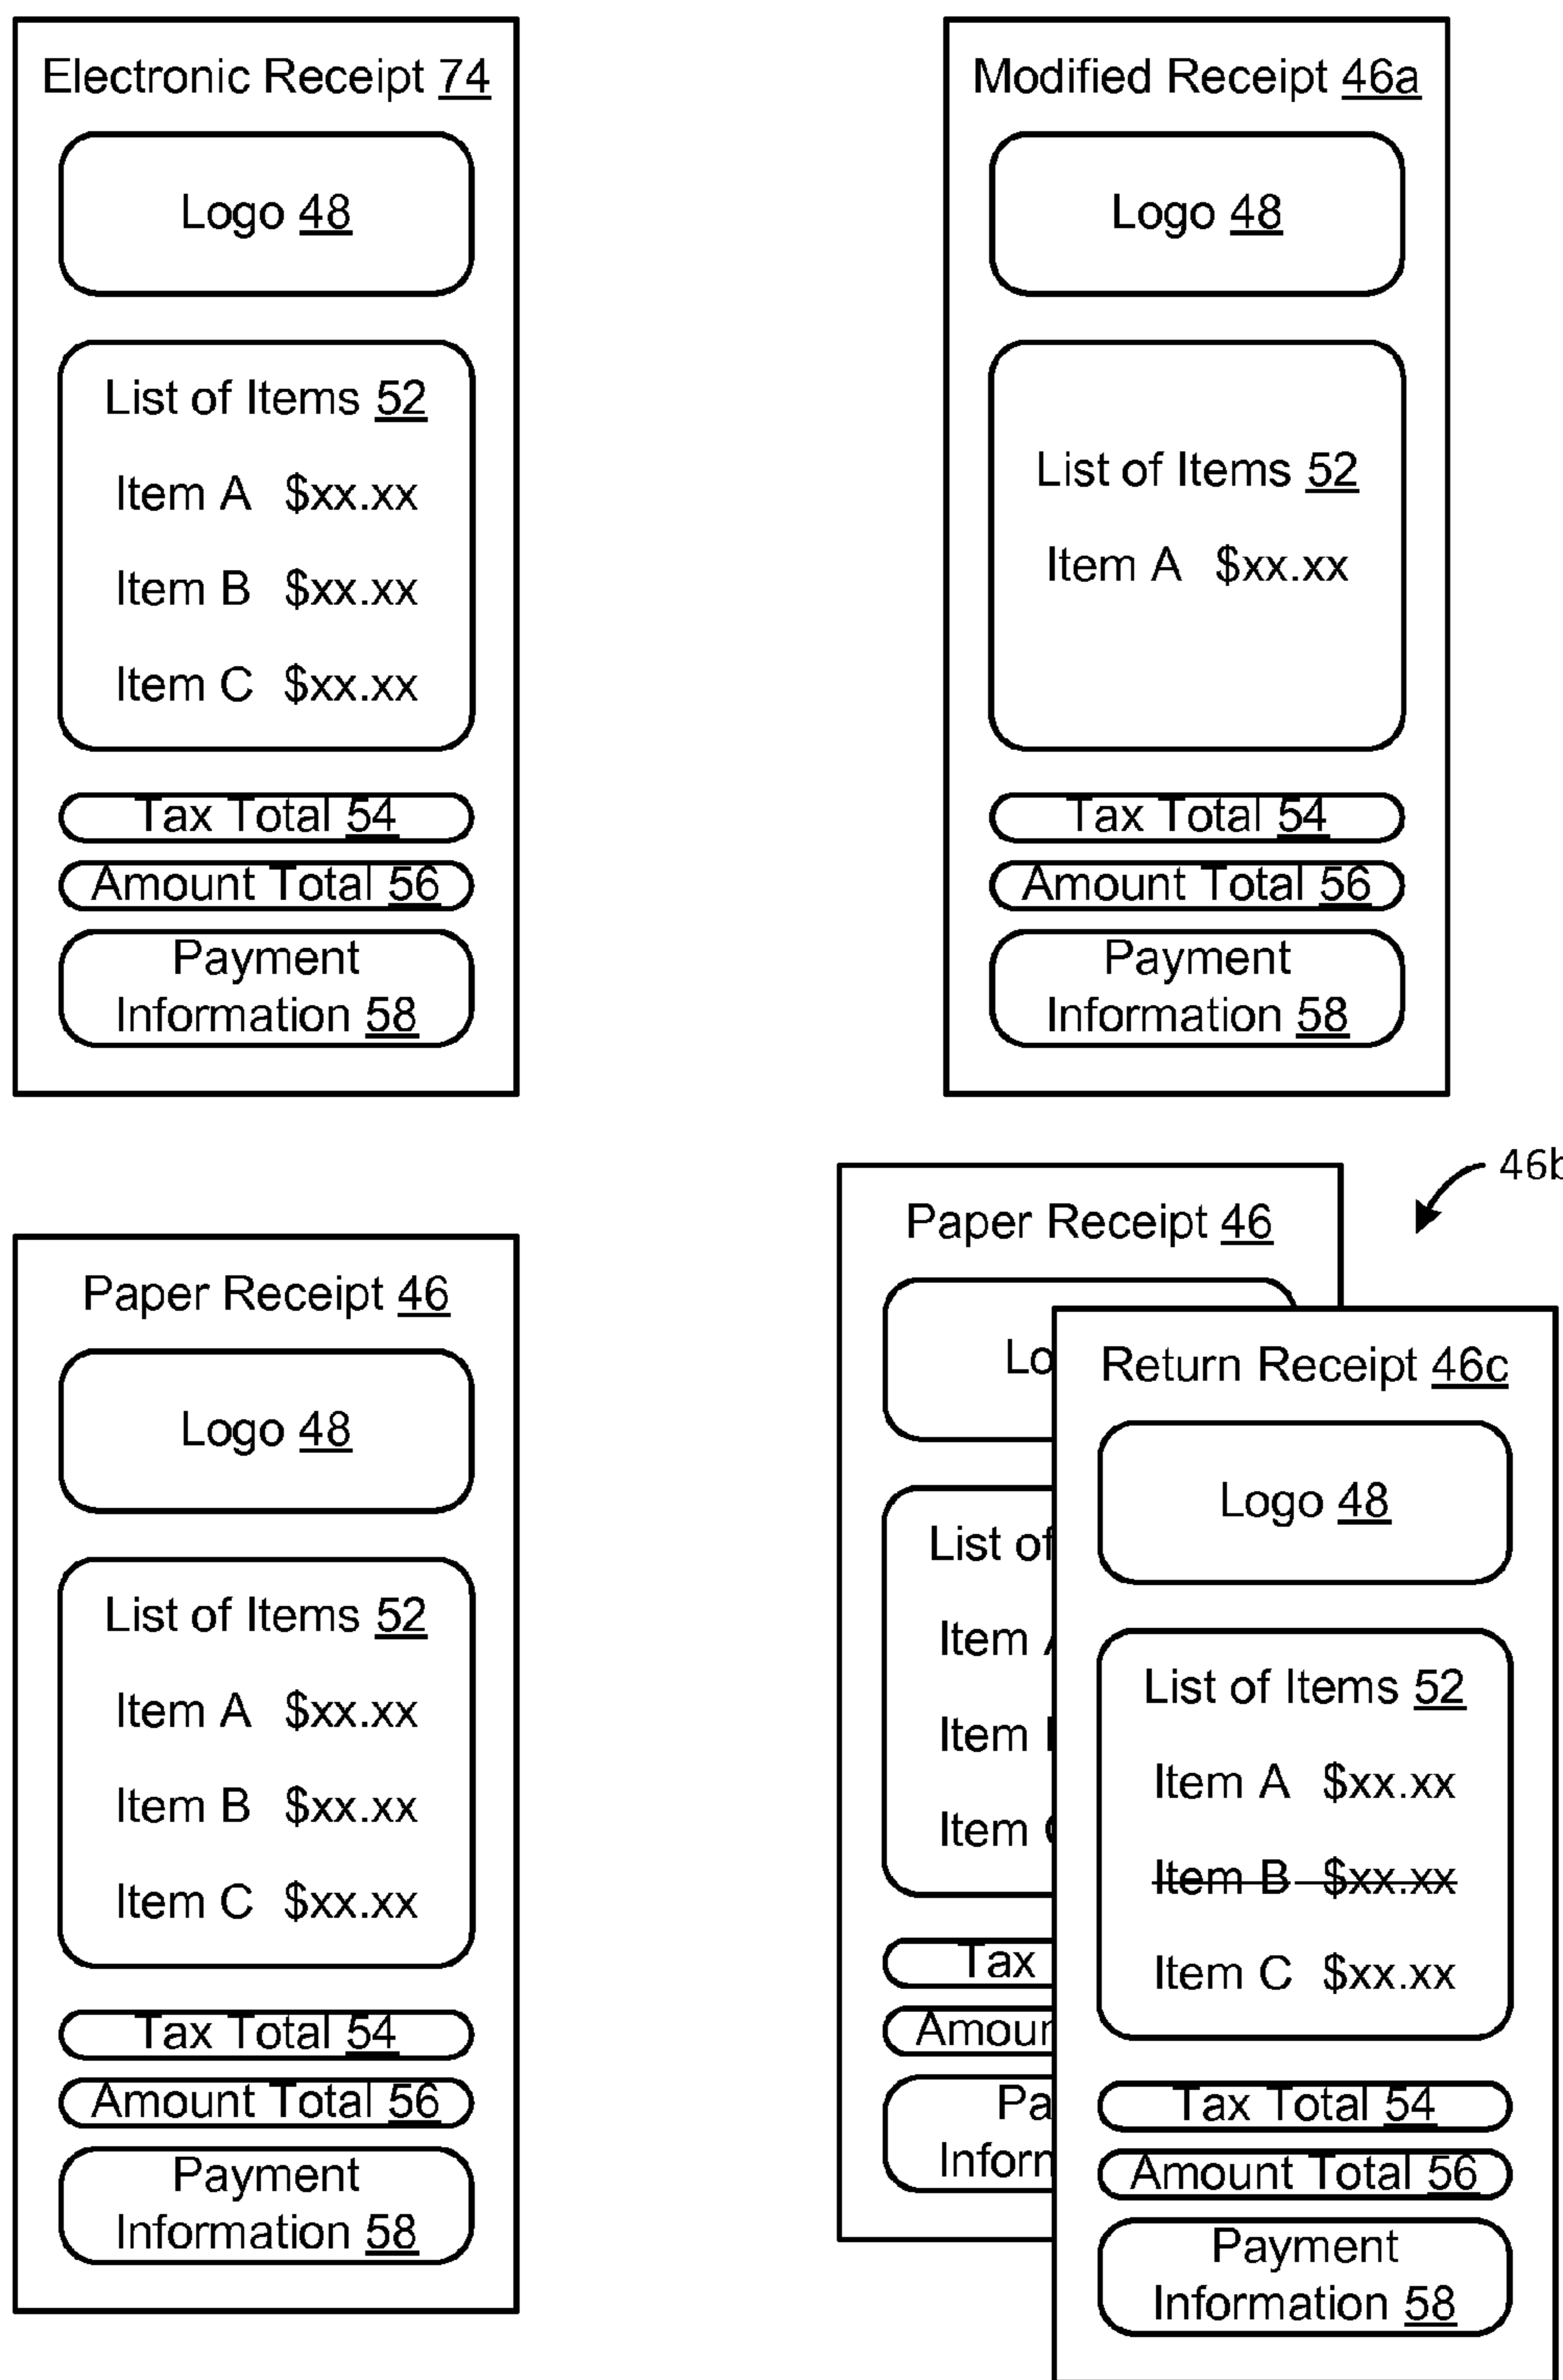 Electronic Receipt 74
Logo 48
List of Items 52
Item A $xx.xx
Item B $xx.xx
Item C $xx.xx
Tax Total 54
Amount Total 56
Payment
Information 58
Modified Receipt 46a
Logo 48
List of Items 52
Item A $xx.xx
Tax Total 54
Amount Total 56
Payment
Information 58
Paper Receipt 46
Logo 48
List of Items 52
Item A $xx.xx
Item B $xx.xx
Item C $xx.xx
Tax Total 54
Amount Total 56
Payment
Information 58
46b
Paper Receipt 46
List of
Item
Item
Item
Tax
Return Receipt 46c
Logo 48
List of Items 52
Item A $xx.xx
Item B $xx.xx
Item C $xx.xx
Tax Total 54
Amount Total 56
Payment
Information 58